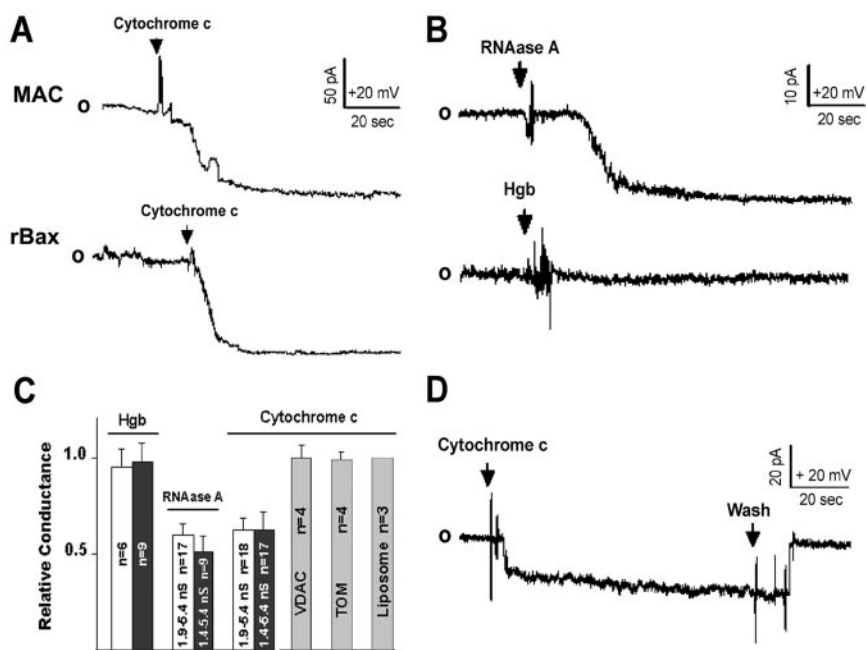 A
Cytochrome c
MAC
O
50 pA
+20 mV
20 sec
Cytochrome c
rBax
O
B
RNAase A
O
10 pA
+20 mV
20 sec
Hgb
O
C
Hgb
Cytochrome c
RNAase A
Relative Conductance
1.0
0.5
n=6
n=9
1.9-5.4 nS n=17
1.4-5.4 nS n=9
1.9-5.4 nS n=18
1.4-5.4 nS n=17
VDAC n=4
TOM n=4
Liposome n=3
D
Cytochrome c
O
Wash
20 pA
+ 20 mV
20 sec